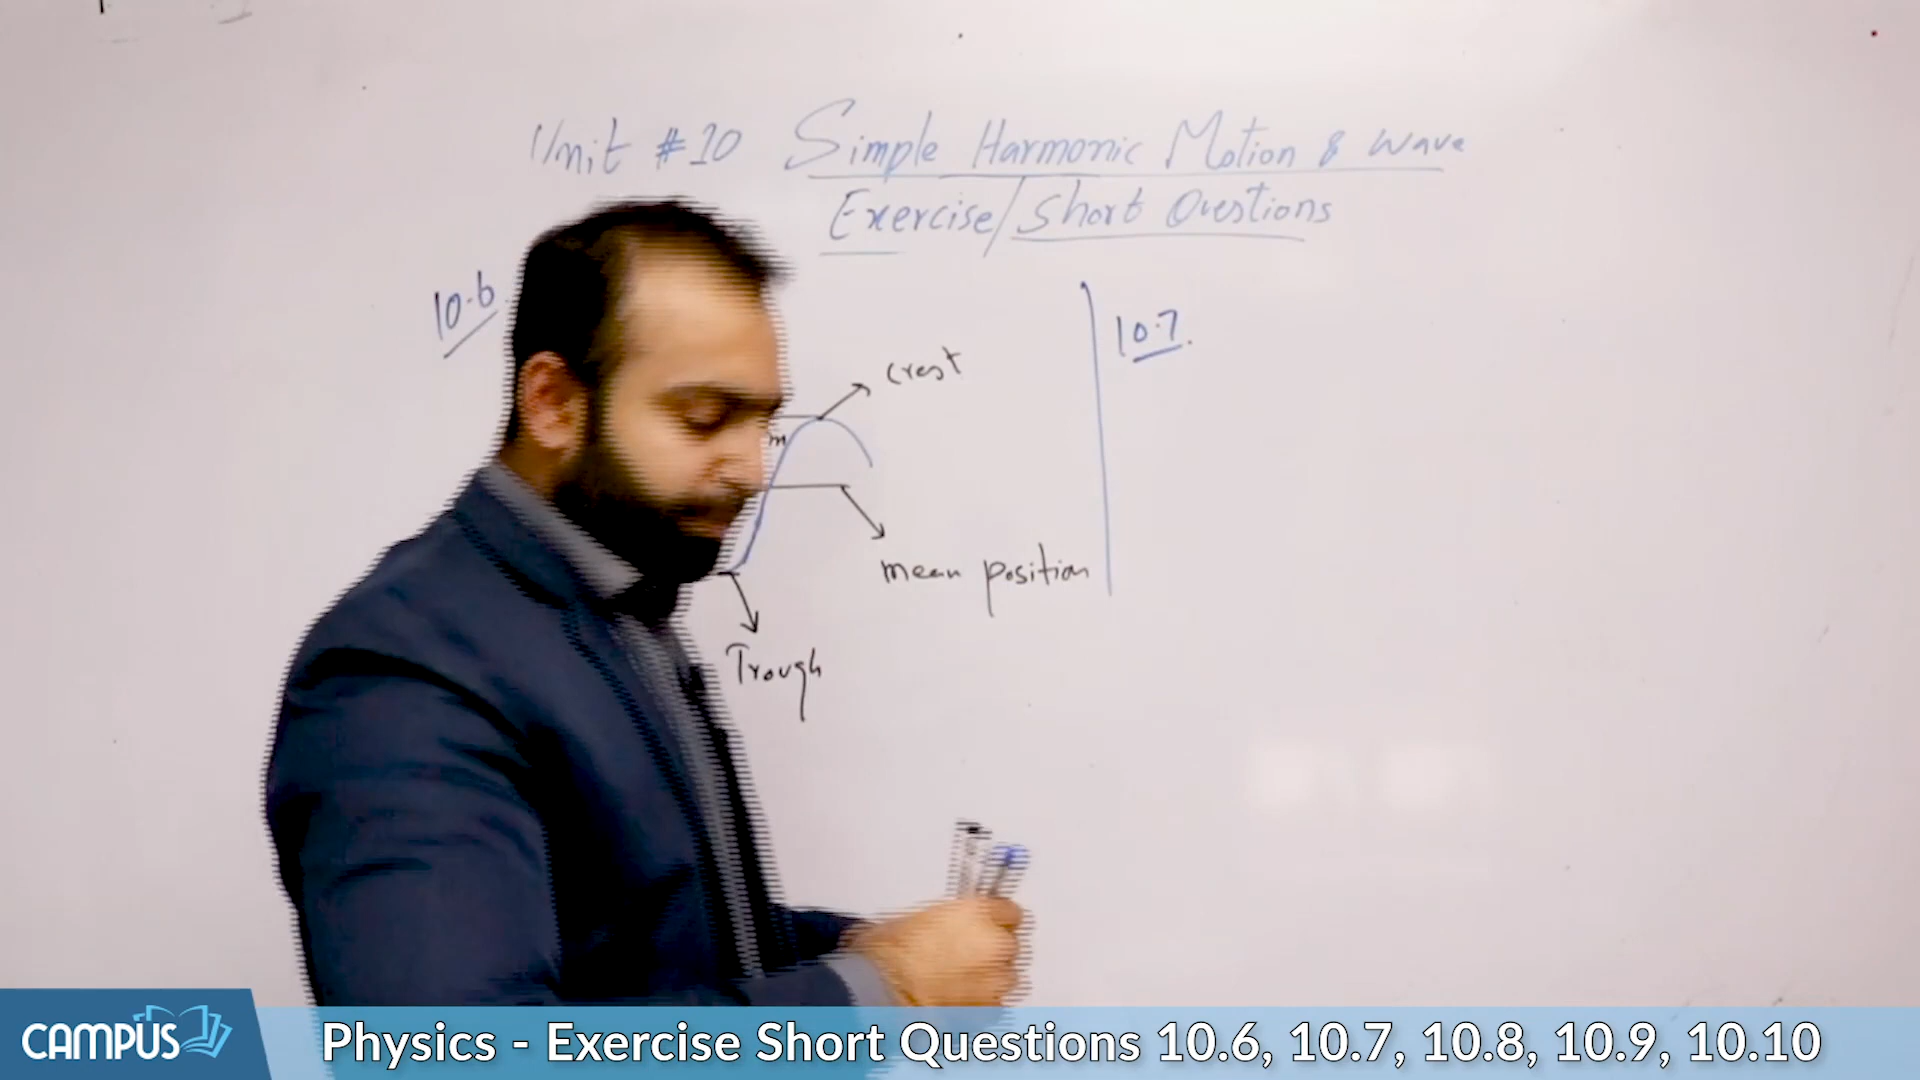 Unit #10 Simple Harmonic Motion & Wave
Exercise/Short Questions
10.6
10.7.
crest
m
mean position
Trough
CAMPUS
Physics - Exercise Short Questions 10.6, 10.7, 10.8, 10.9, 10.10